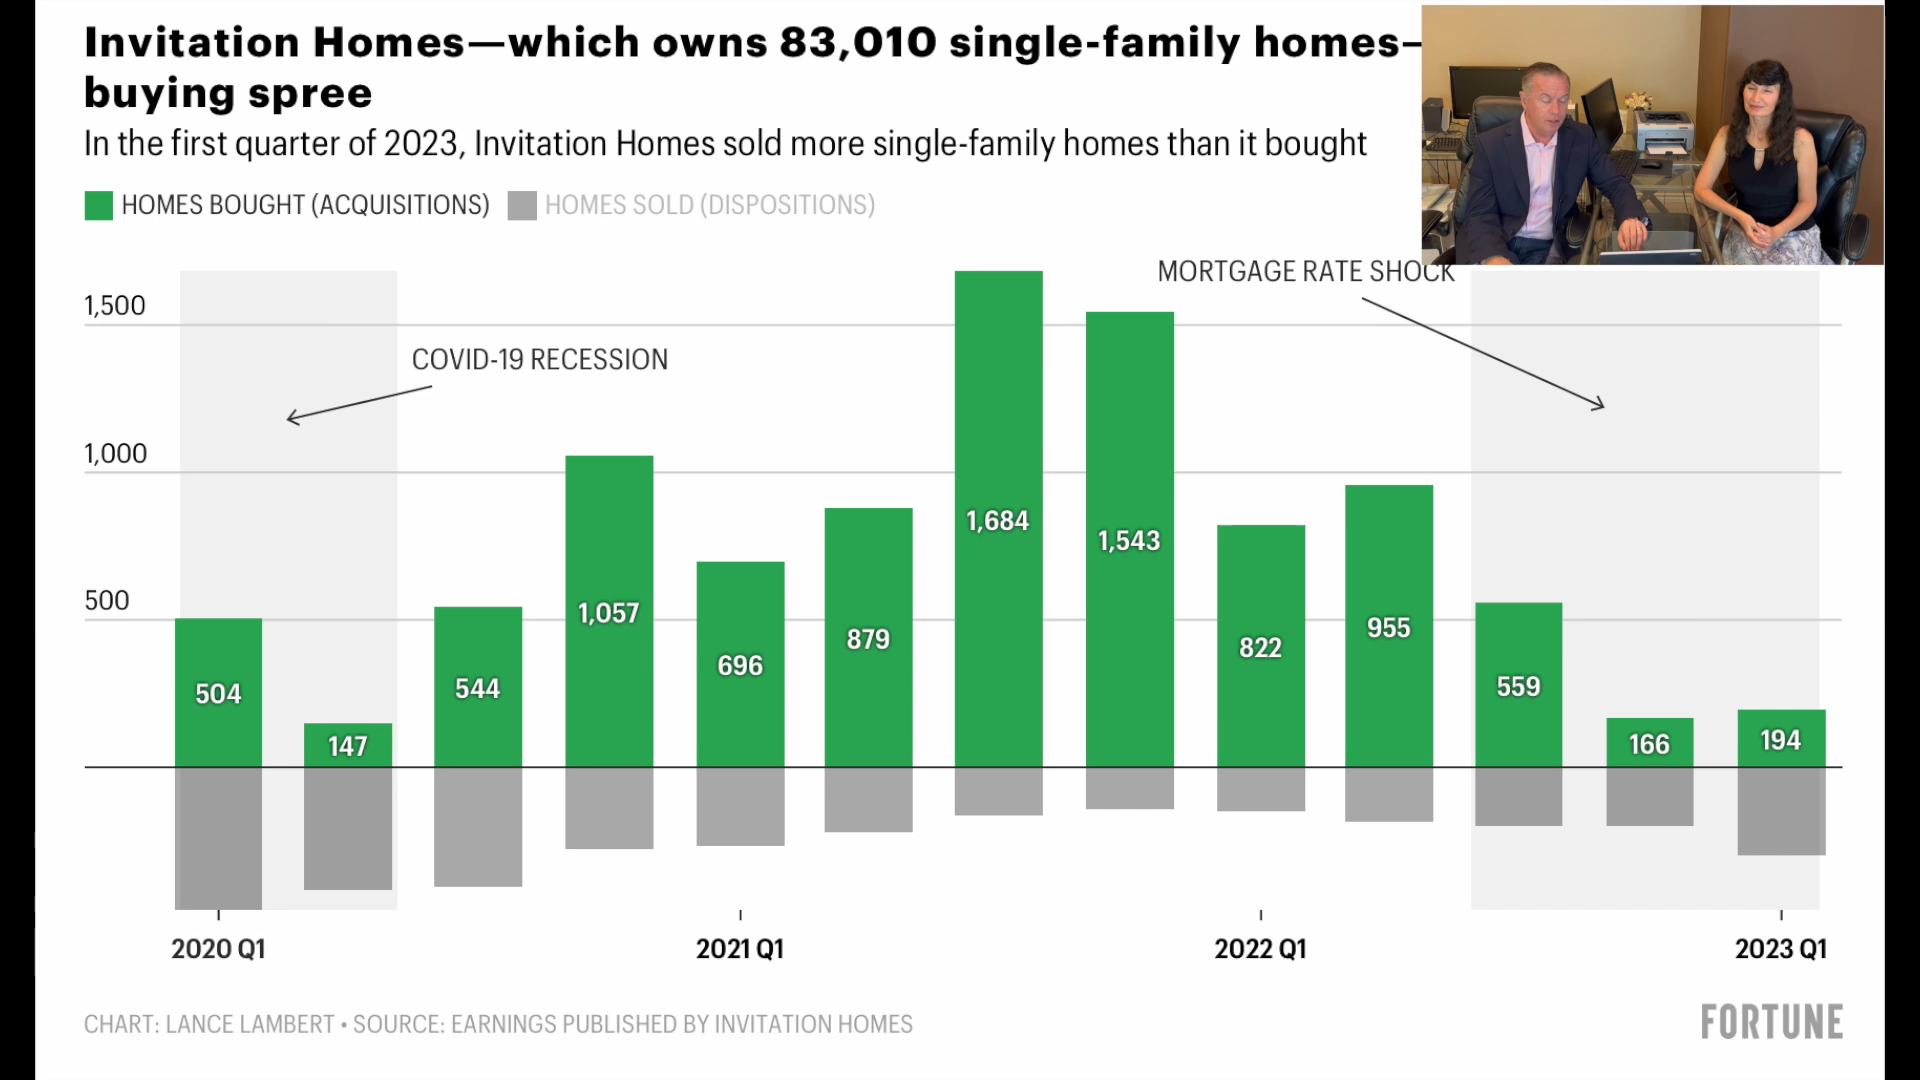 Invitation Homes—which owns 83,010 single-family homes–
buying spree
In the first quarter of 2023, Invitation Homes sold more single-family homes than it bought
HOMES BOUGHT (ACQUISITIONS) HOMES SOLD (DISPOSITIONS)
MORTGAGE RATE SHOCK
1,500
COVID-19 RECESSION
1,000
500
504 147 544 1,057 696 879 1,684 1,543 822 955 559 166 194
2020 Q1 2021 Q1 2022 Q1 2023 Q1
CHART: LANCE LAMBERT • SOURCE: EARNINGS PUBLISHED BY INVITATION HOMES
FORTUNE